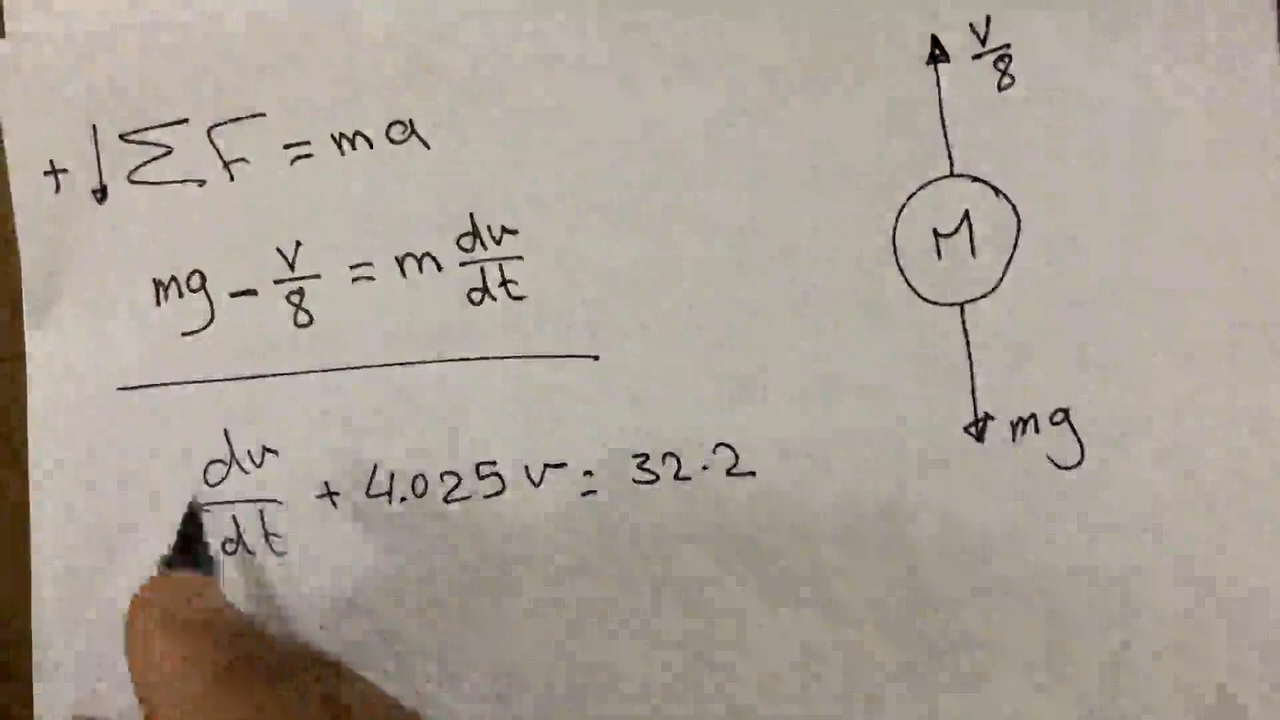 +↓ΣF = ma
mg - v/8 = m dv/dt
dv/dt + 4.025 v = 32.2
v/8
M
mg